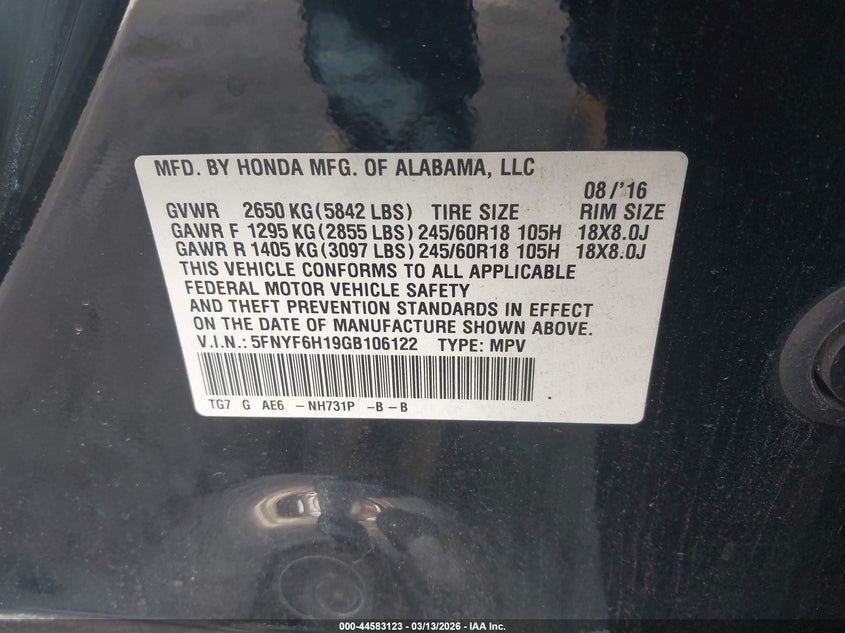 MFD. BY HONDA MFG. OF ALABAMA, LLC
08/'16
GVWR 2650 KG (5842 LBS) TIRE SIZE RIM SIZE
GAWR F 1295 KG (2855 LBS) 245/60R18 105H 18X8.0J
GAWR R 1405 KG (3097 LBS) 245/60R18 105H 18X8.0J
THIS VEHICLE CONFORMS TO ALL APPLICABLE
FEDERAL MOTOR VEHICLE SAFETY
AND THEFT PREVENTION STANDARDS IN EFFECT
ON THE DATE OF MANUFACTURE SHOWN ABOVE.
V.I.N.: 5FNYF6H19GB106122 TYPE: MPV
TG7 G AE6 -NH731P -B-B
000-44583123 — 03/13/2026 — IAA Inc.